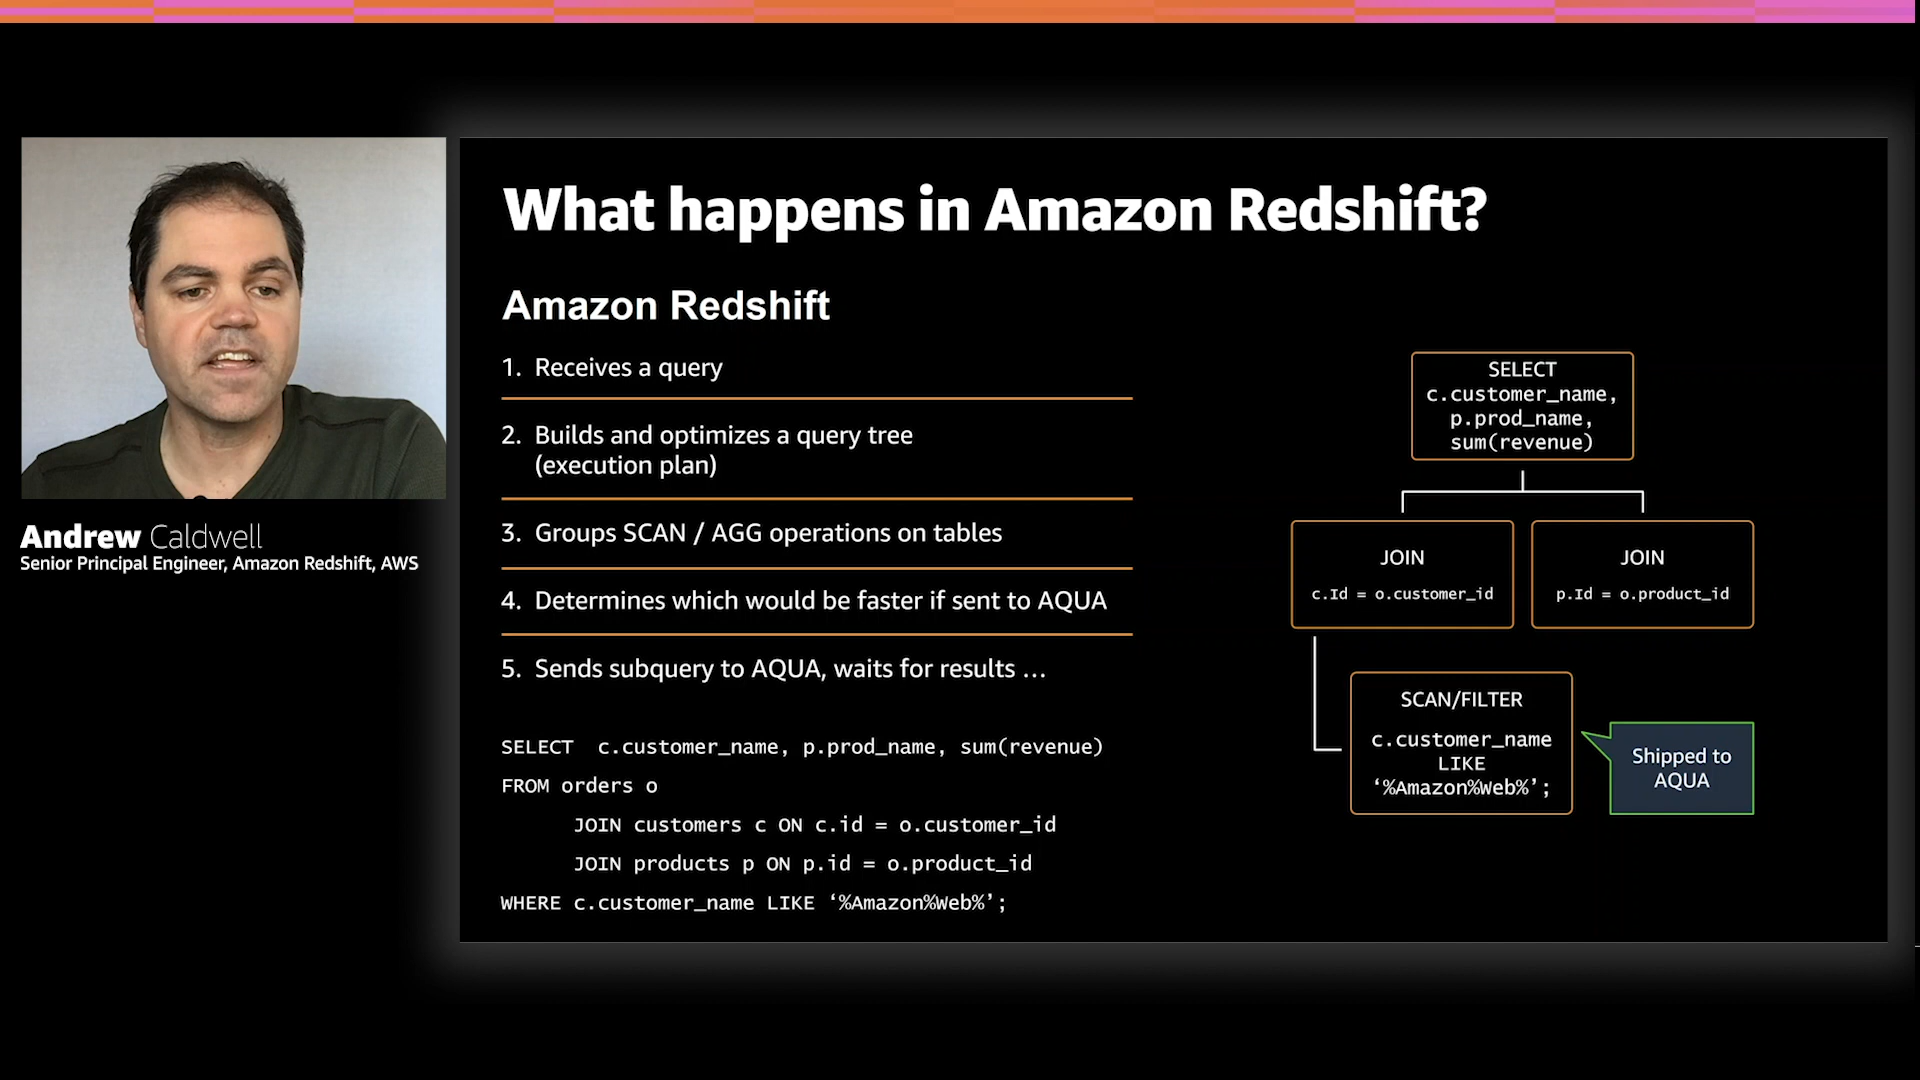 What happens in Amazon Redshift?
Amazon Redshift
1. Receives a query
2. Builds and optimizes a query tree
(execution plan)
3. Groups SCAN / AGG operations on tables
4. Determines which would be faster if sent to AQUA
5. Sends subquery to AQUA, waits for results ...
SELECT  c.customer_name, p.prod_name, sum(revenue)
FROM orders o
JOIN customers c ON c.id = o.customer_id
JOIN products p ON p.id = o.product_id
WHERE c.customer_name LIKE ‘%Amazon%Web%’;
SELECT
c.customer_name,
p.prod_name,
sum(revenue)
JOIN
c.Id = o.customer_id
JOIN
p.Id = o.product_id
SCAN/FILTER
c.customer_name
LIKE
‘%Amazon%Web%’;
Shipped to
AQUA
Andrew Caldwell
Senior Principal Engineer, Amazon Redshift, AWS